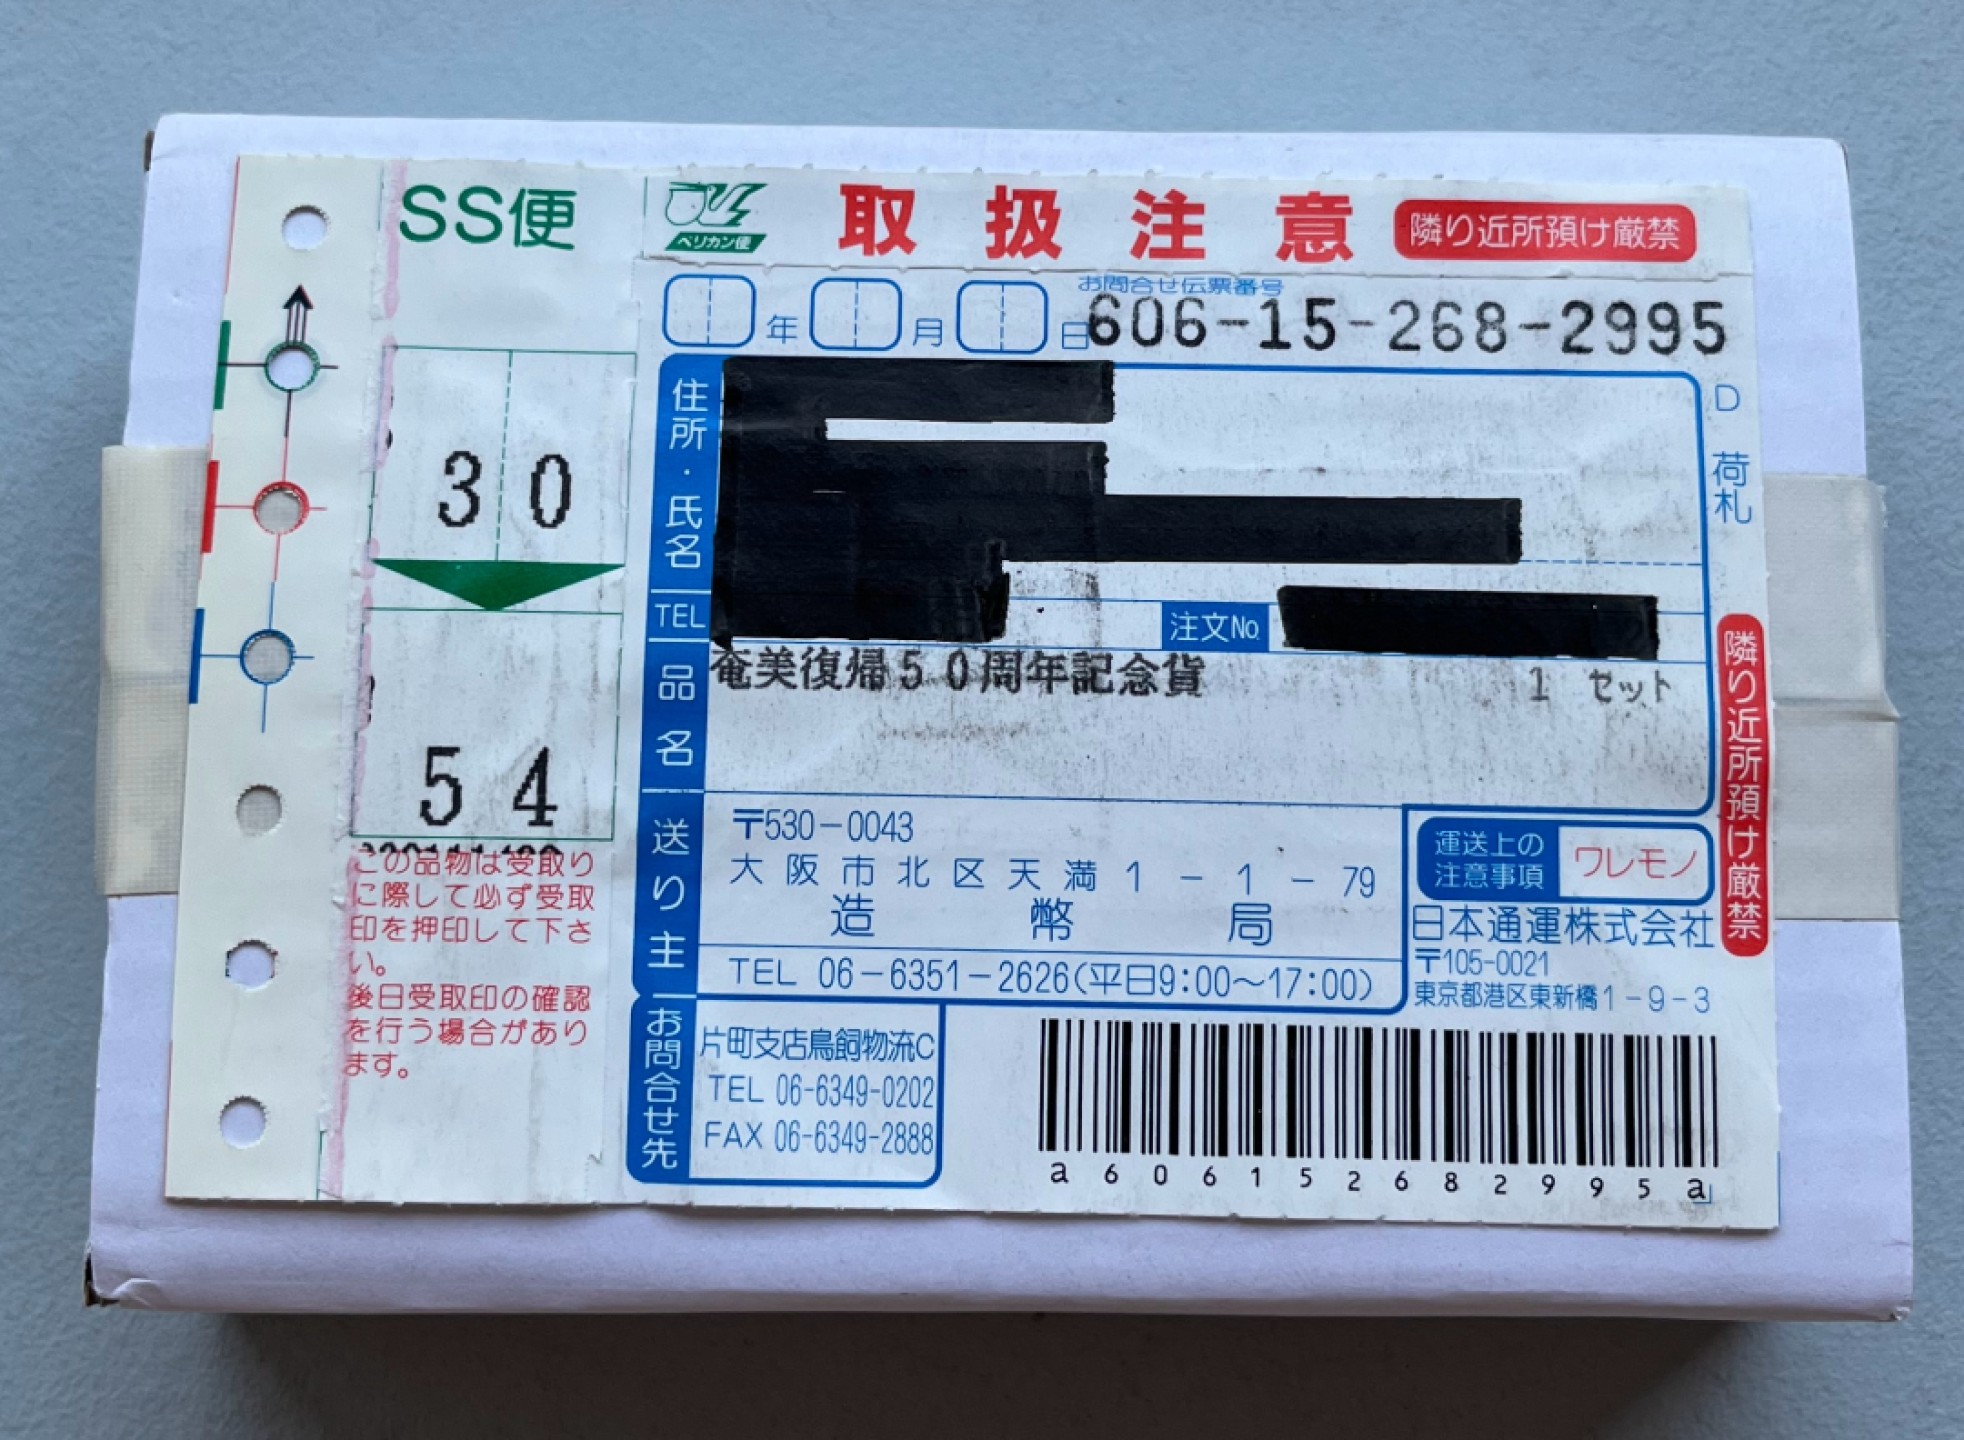 SS便
ペリカン便
取扱注意
隣り近所預け厳禁
年 月 日
お問合せ伝票番号
606-15-268-2995
D 荷札
住所・氏名
30
54
TEL
注文No.
品名
奄美復帰50周年記念貨 1 セット
隣り近所預け厳禁
送り主
〒530-0043
大阪市北区天満1-1-79
造幣局
TEL 06-6351-2626(平日9:00~17:00)
運送上の
注意事項
ワレモノ
日本通運株式会社
〒105-0021
東京都港区東新橋1-9-3
この品物は受取り
に際して必ず受取
印を押印して下さ
い。
後日受取印の確認
を行う場合があり
ます。
お問合せ先
片町支店鳥飼物流C
TEL 06-6349-0202
FAX 06-6349-2888
a606152682995a